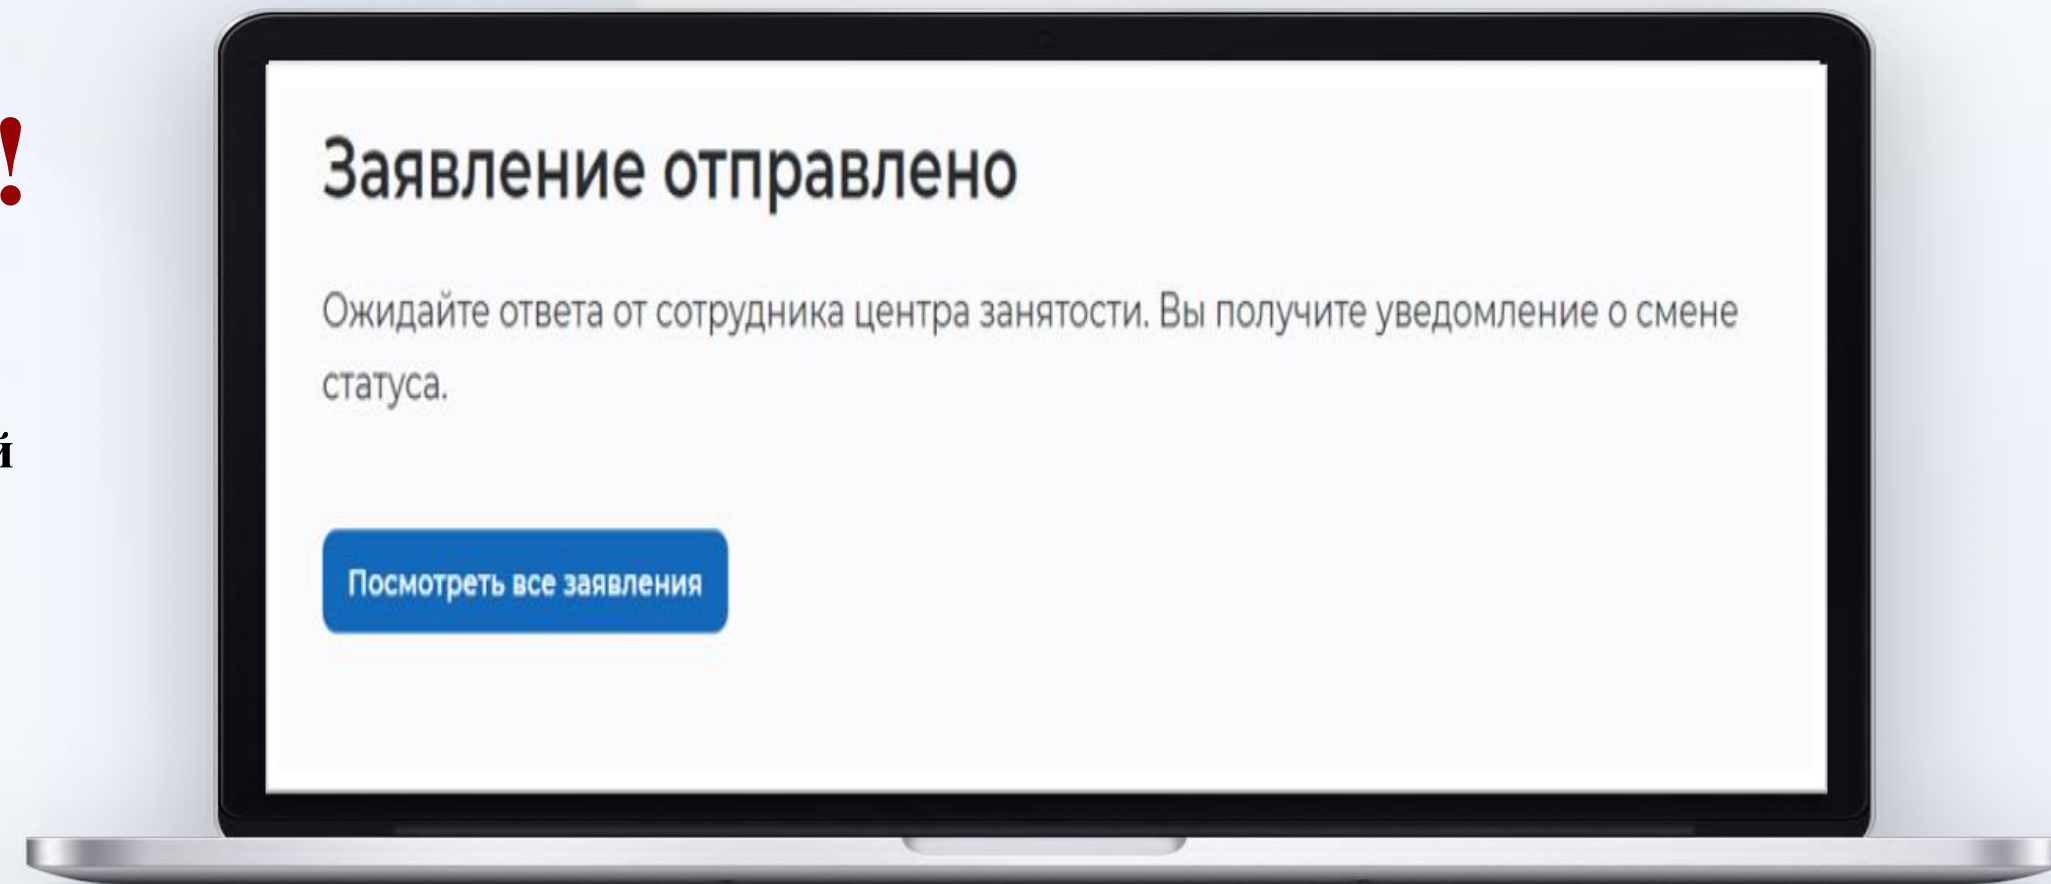 !
Заявление отправлено
Ожидайте ответа от сотрудника центра занятости. Вы получите уведомление о смене
статуса.
й
Посмотреть все заявления